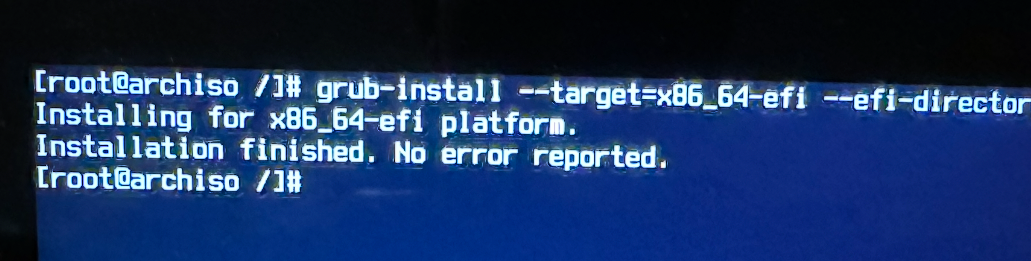 [root@archiso /]# grub-install --target=x86_64-efi --efi-director
Installing for x86_64-efi platform.
Installation finished. No error reported.
[root@archiso /]#